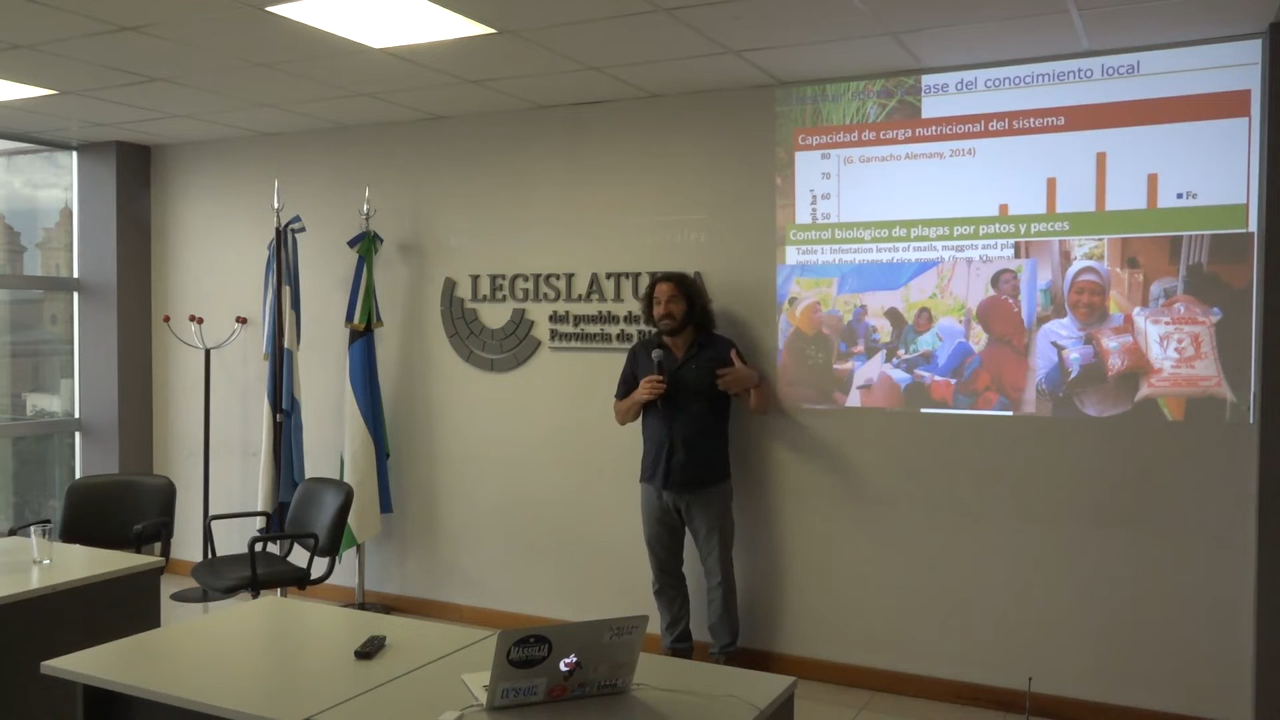 base del conocimiento local
Capacidad de carga nutricional del sistema
(G. Garnacho Alemany, 2014)
80
70
60
50
Fe
Control biológico de plagas por patos y peces
Table 1: Infestation levels of snails, maggots and pla
initial and final stages of rice growth (from: Khumai
LEGISLATU A
del pueblo de
Provincia de
MASSILIA